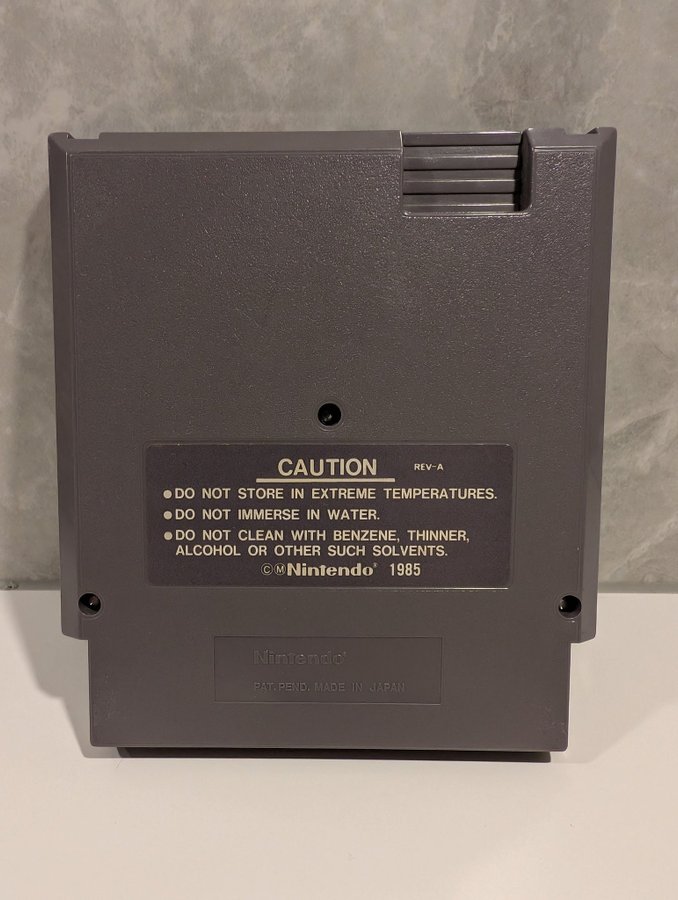 CAUTION REV-A
●DO NOT STORE IN EXTREME TEMPERATURES.
●DO NOT IMMERSE IN WATER.
●DO NOT CLEAN WITH BENZENE, THINNER,
ALCOHOL OR OTHER SUCH SOLVENTS.
©ⓂNintendo® 1985
Nintendo®
PAT. PEND. MADE IN JAPAN